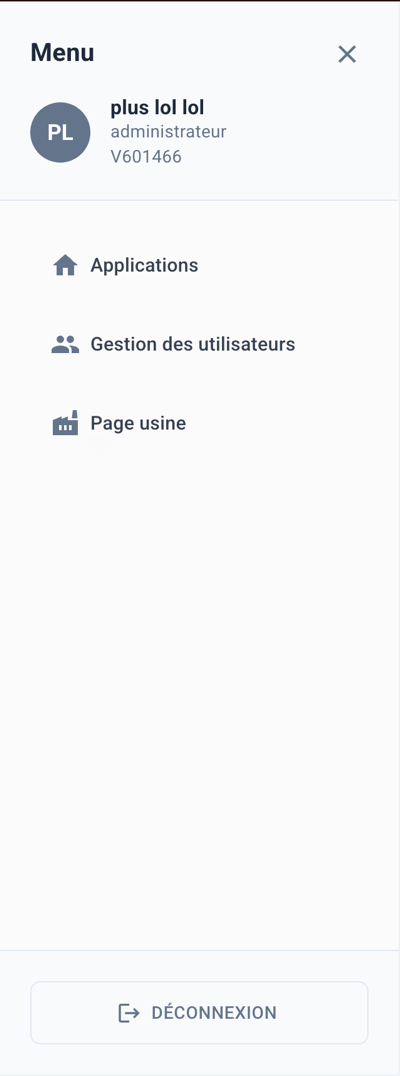 Menu
PL
plus lol lol
administrateur
V601466
Applications
Gestion des utilisateurs
Page usine
DÉCONNEXION